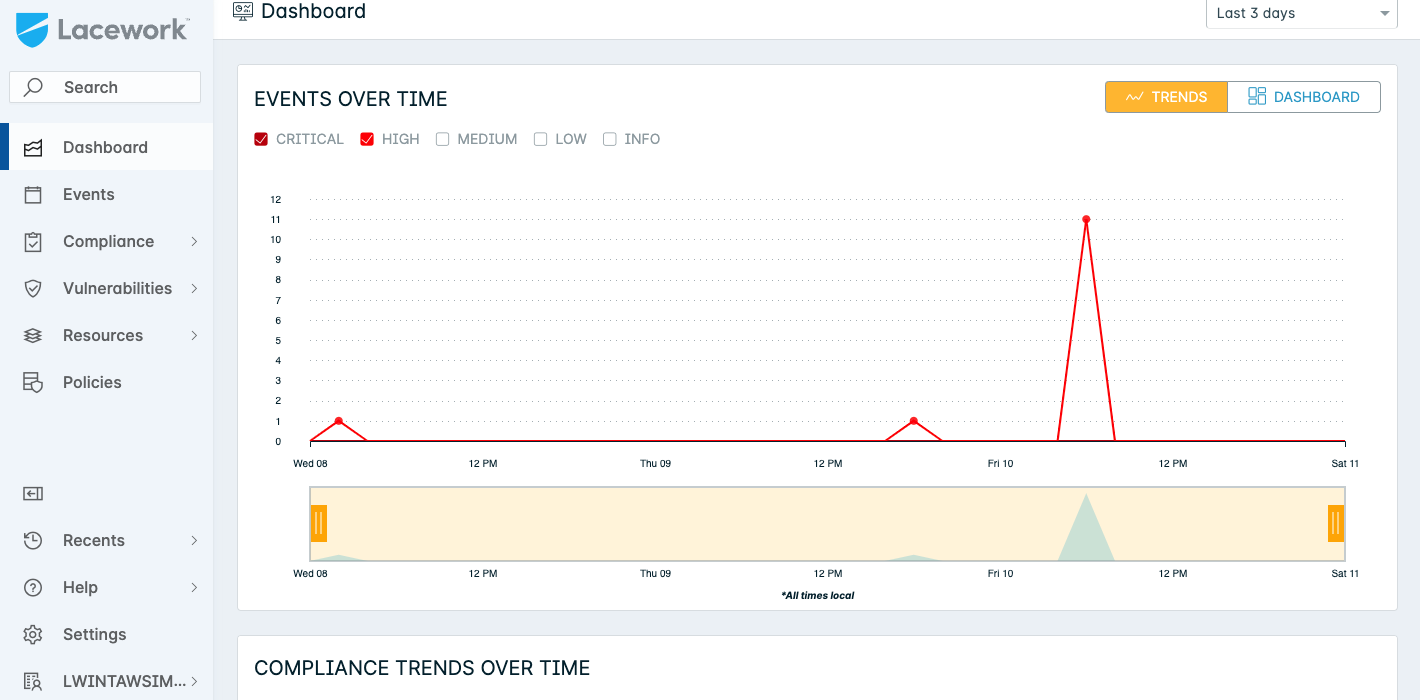 Lacework™
Search
Dashboard
Events
Compliance
Vulnerabilities
Resources
Policies
Recents
Help
Settings
LWINTAWSIM...
Dashboard
Last 3 days
EVENTS OVER TIME
TRENDS
DASHBOARD
CRITICAL HIGH MEDIUM LOW INFO
12
11
10
9
8
7
6
5
4
3
2
1
0
Wed 08 12 PM Thu 09 12 PM Fri 10 12 PM Sat 11
Wed 08 12 PM Thu 09 12 PM Fri 10 12 PM Sat 11
*All times local
COMPLIANCE TRENDS OVER TIME